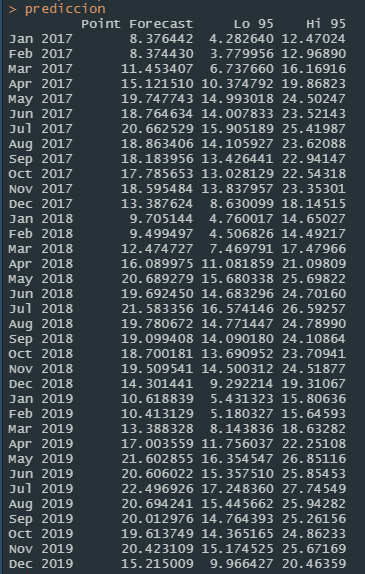 > prediccion
         Point Forecast     Lo 95    Hi 95
Jan 2017       8.376442  4.282640 12.47024
Feb 2017       8.374430  3.779956 12.96890
Mar 2017      11.453407  6.737660 16.16916
Apr 2017      15.121510 10.374792 19.86823
May 2017      19.747743 14.993018 24.50247
Jun 2017      18.764634 14.007833 23.52143
Jul 2017      20.662529 15.905189 25.41987
Aug 2017      18.863406 14.105927 23.62088
Sep 2017      18.183956 13.426441 22.94147
Oct 2017      17.785653 13.028129 22.54318
Nov 2017      18.595484 13.837957 23.35301
Dec 2017      13.387624  8.630099 18.14515
Jan 2018       9.705144  4.760017 14.65027
Feb 2018       9.499497  4.506826 14.49217
Mar 2018      12.474727  7.469791 17.47966
Apr 2018      16.089975 11.081859 21.09809
May 2018      20.689279 15.680338 25.69822
Jun 2018      19.692450 14.683296 24.70160
Jul 2018      21.583356 16.574146 26.59257
Aug 2018      19.780672 14.771447 24.78990
Sep 2018      19.099408 14.090180 24.10864
Oct 2018      18.700181 13.690952 23.70941
Nov 2018      19.509541 14.500312 24.51877
Dec 2018      14.301441  9.292214 19.31067
Jan 2019      10.618839  5.431323 15.80636
Feb 2019      10.413129  5.180327 15.64593
Mar 2019      13.388328  8.143836 18.63282
Apr 2019      17.003559 11.756037 22.25108
May 2019      21.602855 16.354547 26.85116
Jun 2019      20.606022 15.357510 25.85453
Jul 2019      22.496926 17.248360 27.74549
Aug 2019      20.694241 15.445662 25.94282
Sep 2019      20.012976 14.764393 25.26156
Oct 2019      19.613749 14.365165 24.86233
Nov 2019      20.423109 15.174525 25.67169
Dec 2019      15.215009  9.966427 20.46359